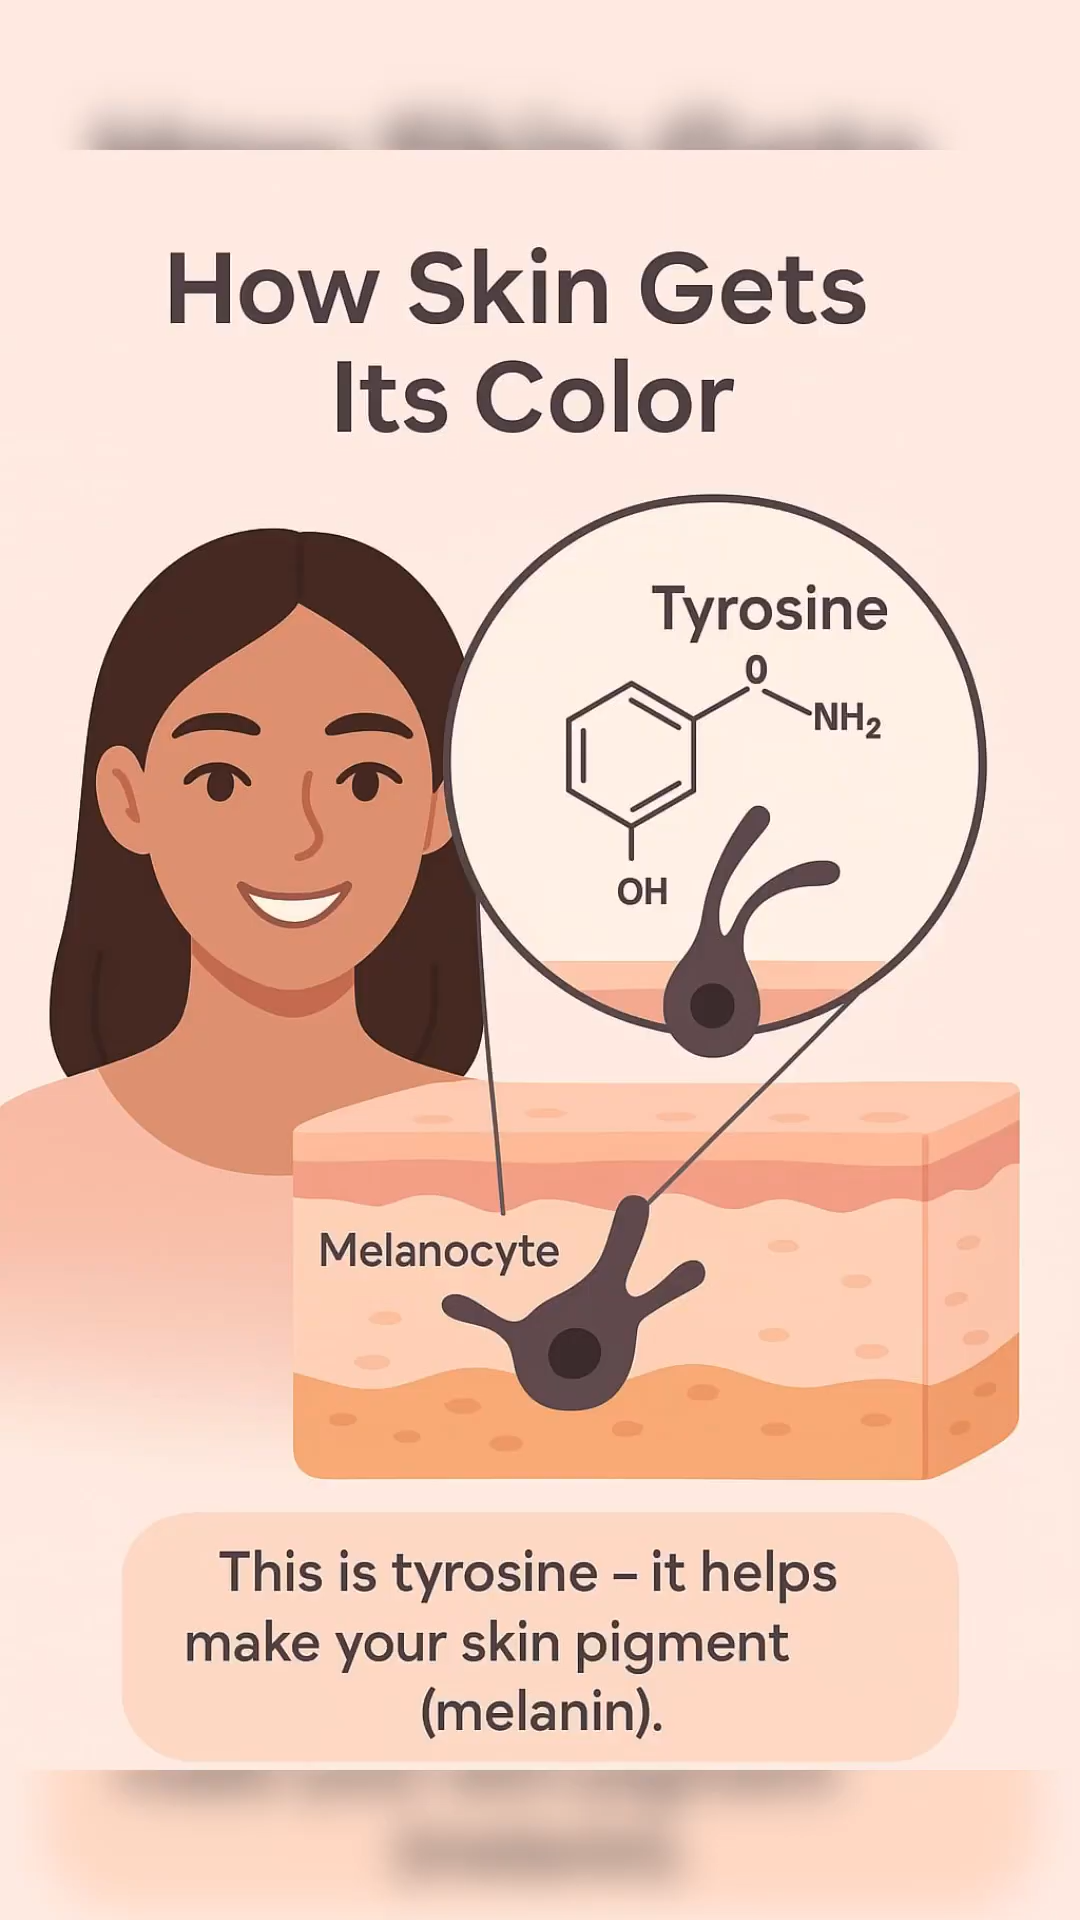 How Skin Gets
Its Color
Tyrosine
O
NH₂
OH
Melanocyte
This is tyrosine – it helps
make your skin pigment
(melanin).